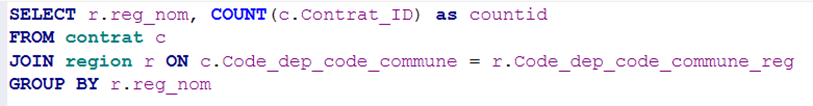 SELECT r.reg_nom, COUNT(c.Contrat_ID) as countid
FROM contrat c
JOIN region r ON c.Code_dep_code_commune = r.Code_dep_code_commune_reg
GROUP BY r.reg_nom